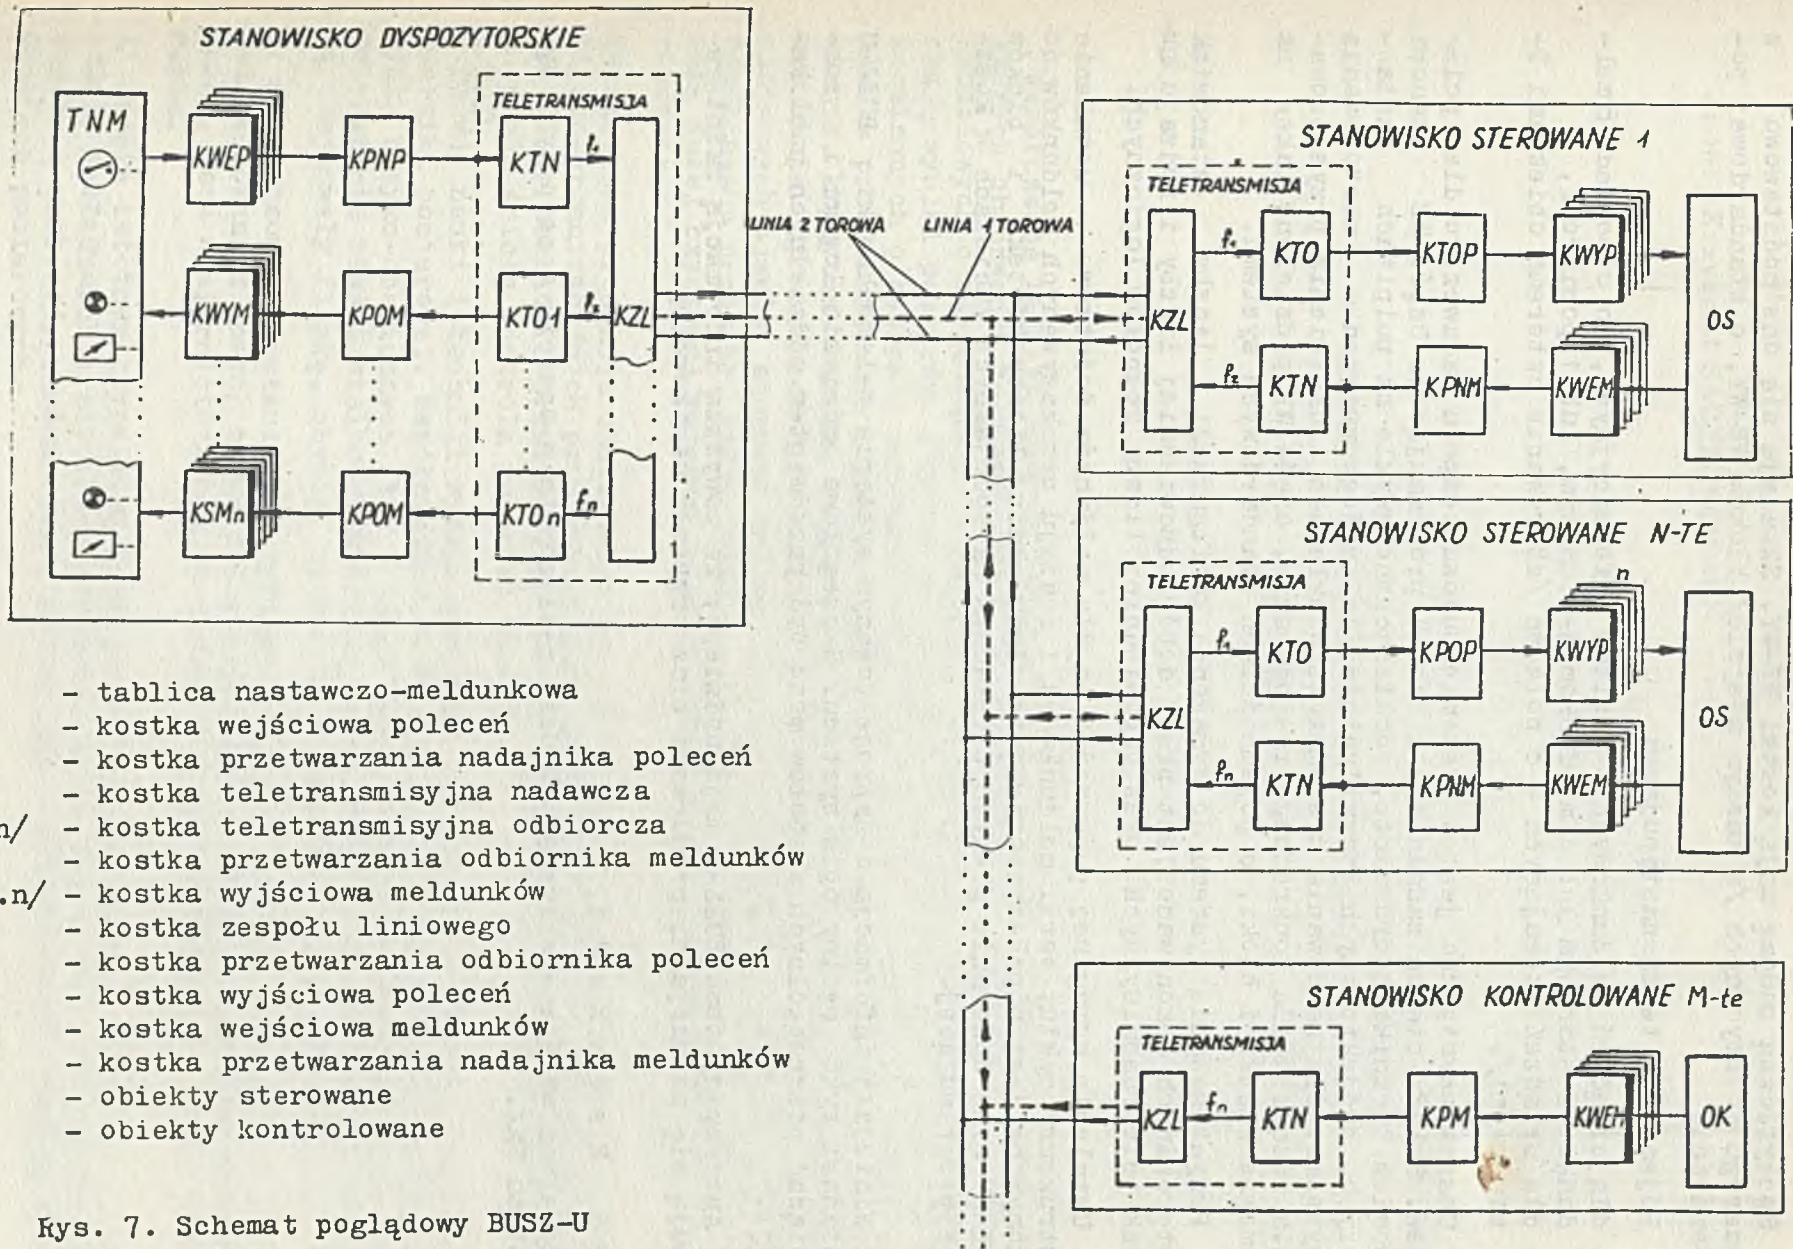 STANOWISKO DYSPOZYTORSKIE
TELETRANSMISJA
TNM
KWEP
KPNP
KTN
f₁
KWYM
KPOM
KTO1
f₂
KZL
KSMn
KPOM
KTOn
fn
LINIA 2 TOROWA
LINIA 1 TOROWA
STANOWISKO STEROWANE 1
TELETRANSMISJA
KZL
f₁
KTO
KTOP
KWYP
OS
f₂
KTN
KPNM
KWEM
STANOWISKO STEROWANE N-TE
TELETRANSMISJA
n
KZL
f₁
KTO
KPOP
KWYP
OS
fn
KTN
KPNM
KWEM
STANOWISKO KONTROLOWANE M-te
TELETRANSMISJA
KZL
fn
KTN
KPM
OK
- tablica nastawczo-meldunkowa
- kostka wejściowa poleceń
- kostka przetwarzania nadajnika poleceń
- kostka teletransmisyjna nadawcza
n/ - kostka teletransmisyjna odbiorcza
- kostka przetwarzania odbiornika meldunków
.n/ - kostka wyjściowa meldunków
- kostka zespołu liniowego
- kostka przetwarzania odbiornika poleceń
- kostka wyjściowa poleceń
- kostka wejściowa meldunków
- kostka przetwarzania nadajnika meldunków
- obiekty sterowane
- obiekty kontrolowane
Rys. 7. Schemat poglądowy BUSZ-U